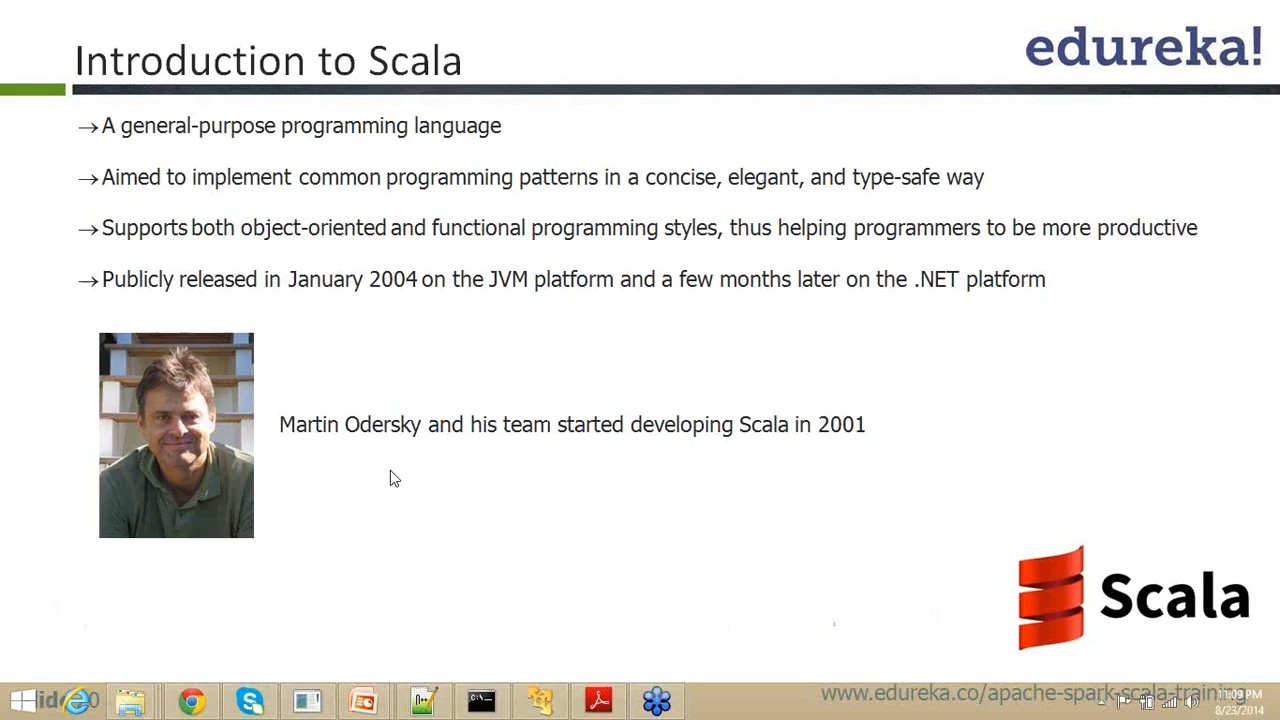 Introduction to Scala
edureka!
→A general-purpose programming language
→Aimed to implement common programming patterns in a concise, elegant, and type-safe way
→Supports both object-oriented and functional programming styles, thus helping programmers to be more productive
→Publicly released in January 2004 on the JVM platform and a few months later on the .NET platform
Martin Odersky and his team started developing Scala in 2001
Scala
www.edureka.co/apache-spark-scala-training
11:09 PM
8/23/2014